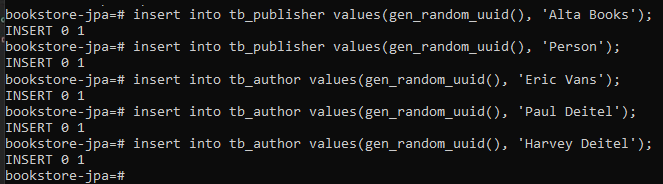 bookstore-jpa=# insert into tb_publisher values(gen_random_uuid(), 'Alta Books');
INSERT 0 1
bookstore-jpa=# insert into tb_publisher values(gen_random_uuid(), 'Person');
INSERT 0 1
bookstore-jpa=# insert into tb_author values(gen_random_uuid(), 'Eric Vans');
INSERT 0 1
bookstore-jpa=# insert into tb_author values(gen_random_uuid(), 'Paul Deitel');
INSERT 0 1
bookstore-jpa=# insert into tb_author values(gen_random_uuid(), 'Harvey Deitel');
INSERT 0 1
bookstore-jpa=#